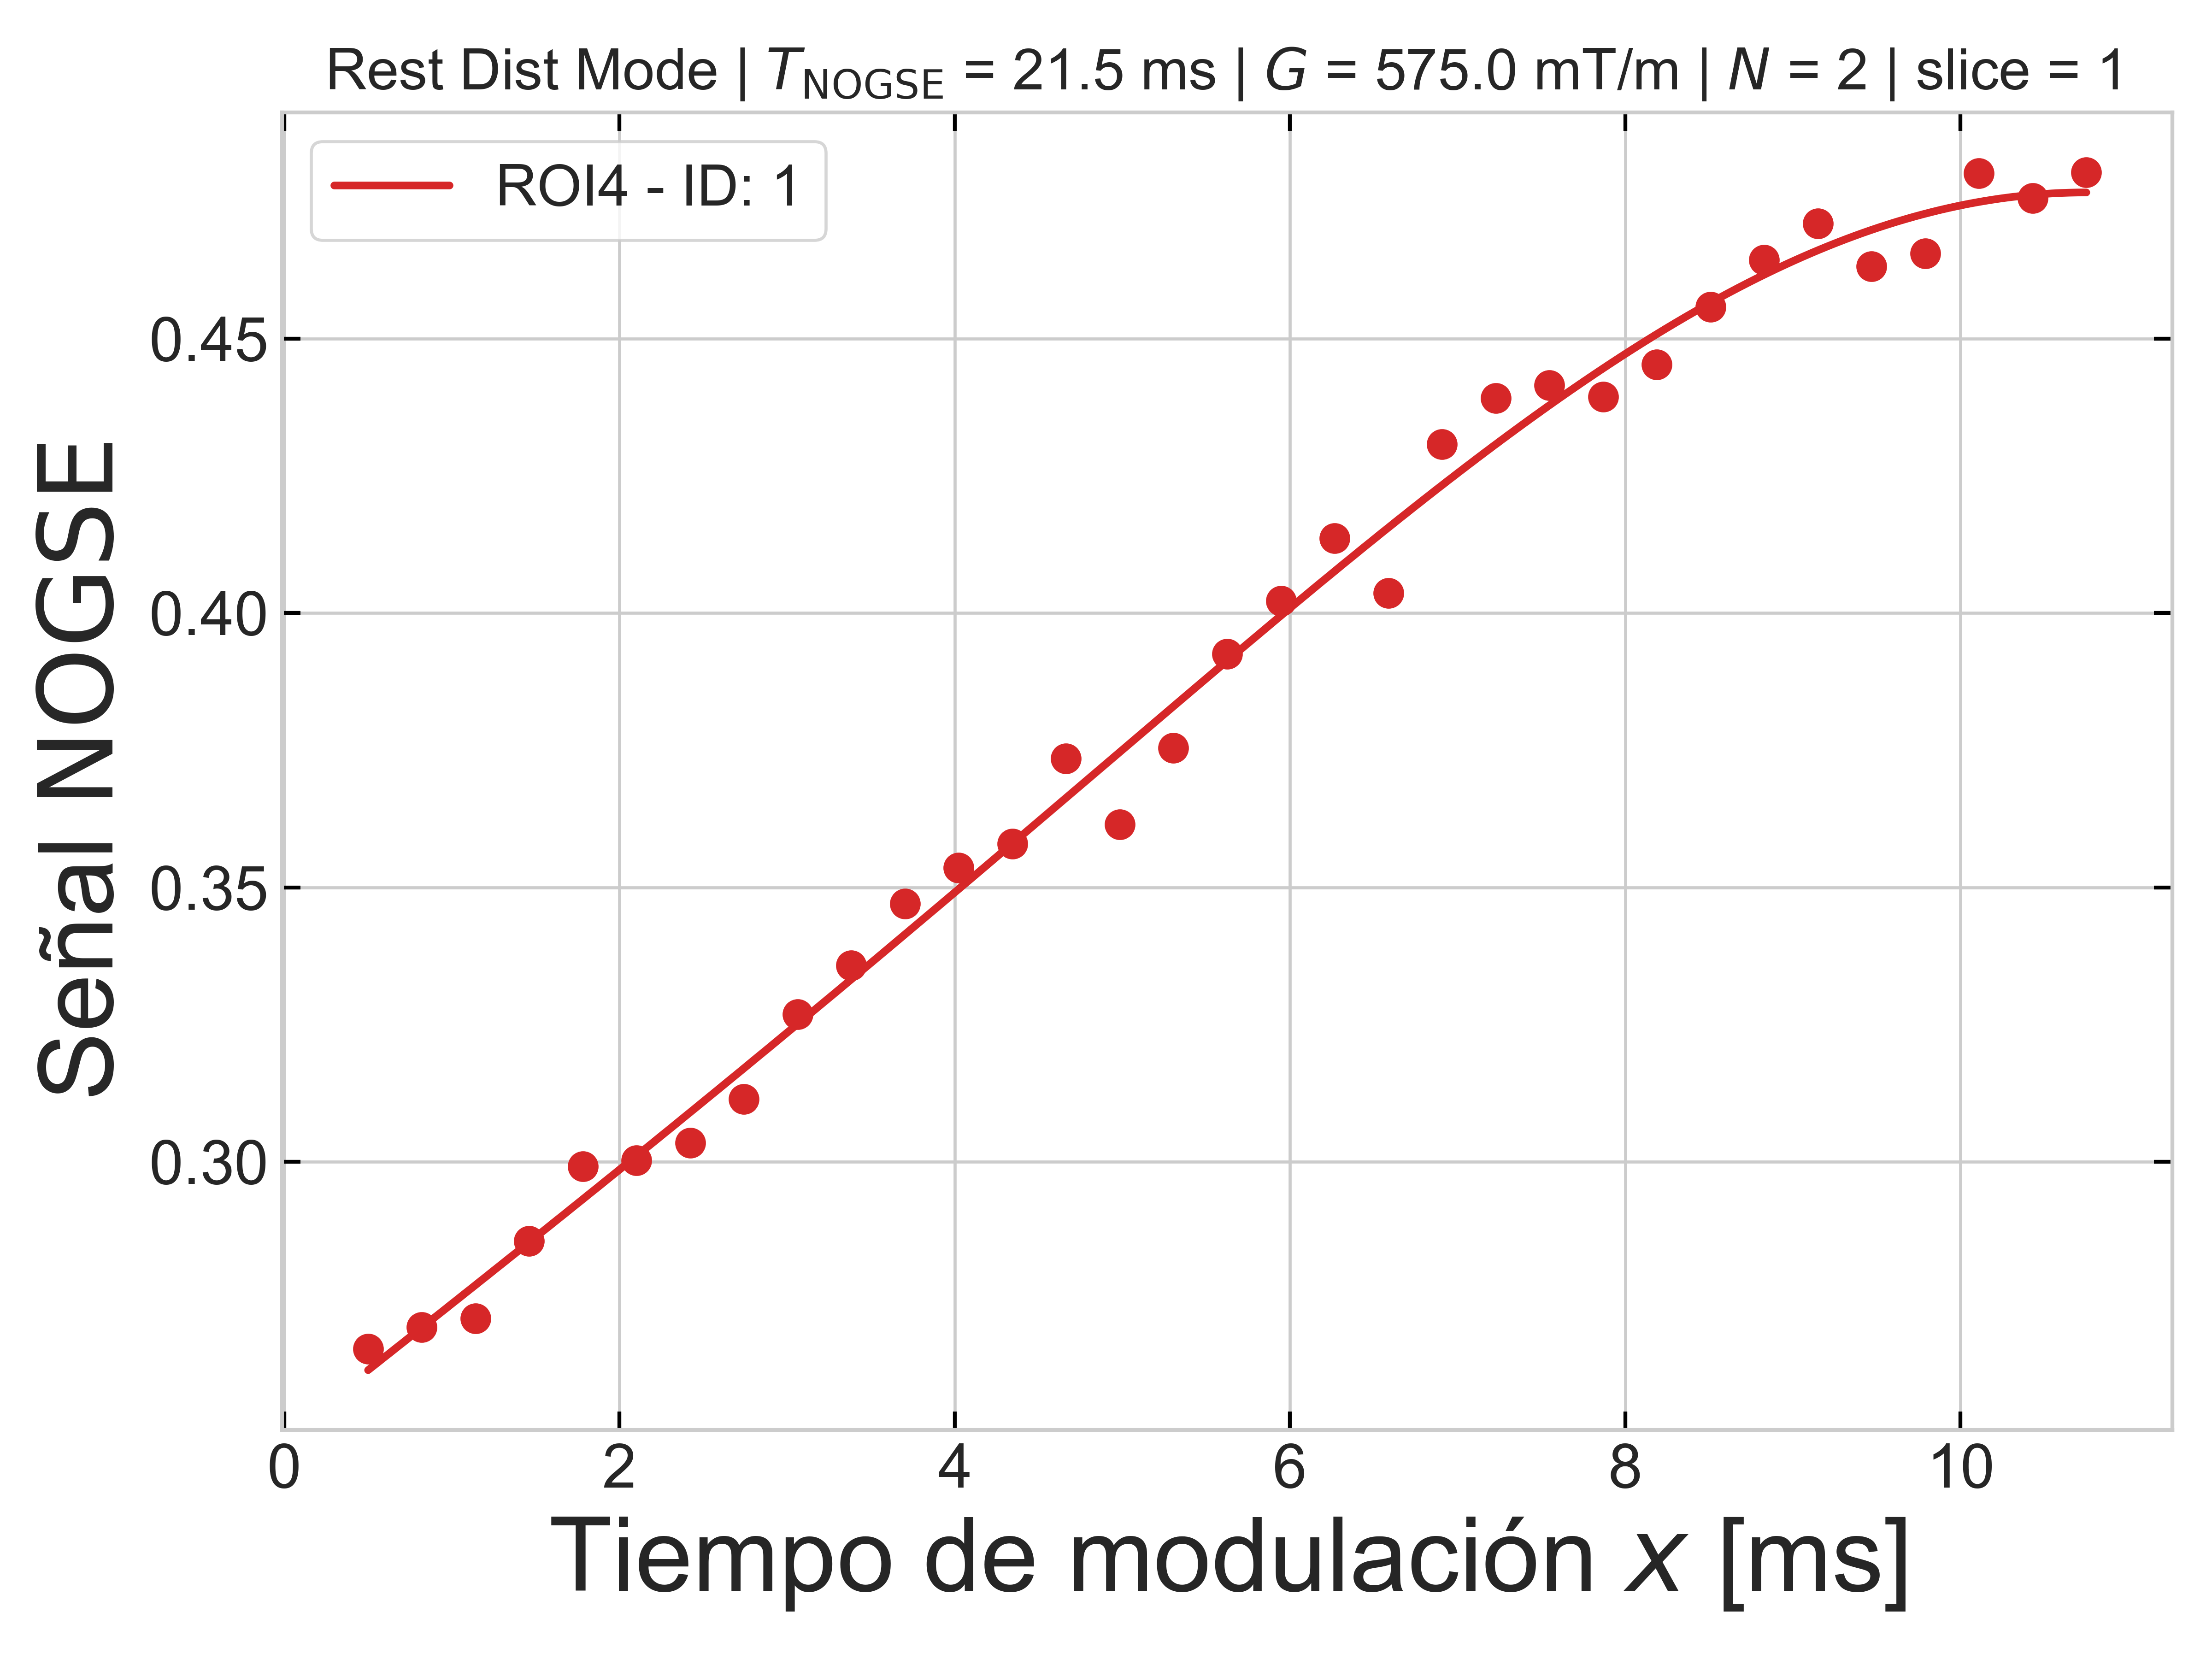 Rest Dist Mode | T_NOGSE = 21.5 ms | G = 575.0 mT/m | N = 2 | slice = 1
ROI4 - ID: 1
Señal NOGSE
0.45
0.40
0.35
0.30
0 2 4 6 8 10
Tiempo de modulación x [ms]